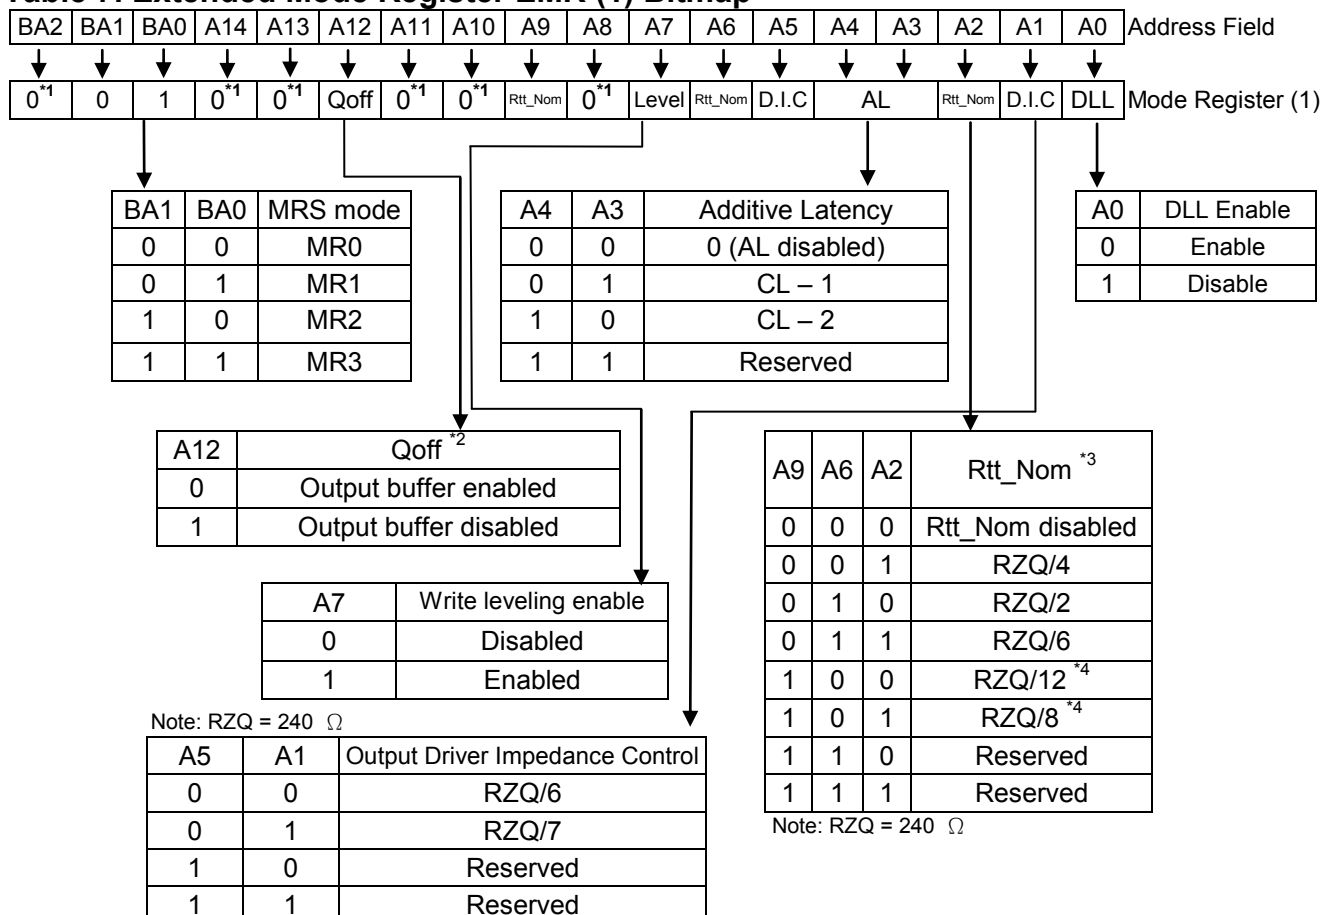 Table 7. Extended Mode Register EMR (1) Bitmap
BA2 BA1 BA0 A14 A13 A12 A11 A10 A9 A8 A7 A6 A5 A4 A3 A2 A1 A0 Address Field
0*1 0 1 0*1 0*1 Qoff 0*1 0*1 Rtt_Nom 0*1 Level Rtt_Nom D.I.C AL Rtt_Nom D.I.C DLL Mode Register (1)
BA1 BA0 MRS mode
0 0 MR0
0 1 MR1
1 0 MR2
1 1 MR3
A4 A3 Additive Latency
0 0 0 (AL disabled)
0 1 CL – 1
1 0 CL – 2
1 1 Reserved
A0 DLL Enable
0 Enable
1 Disable
A12 Qoff *2
0 Output buffer enabled
1 Output buffer disabled
A7 Write leveling enable
0 Disabled
1 Enabled
Note: RZQ = 240 Ω
A5 A1 Output Driver Impedance Control
0 0 RZQ/6
0 1 RZQ/7
1 0 Reserved
1 1 Reserved
A9 A6 A2 Rtt_Nom *3
0 0 0 Rtt_Nom disabled
0 0 1 RZQ/4
0 1 0 RZQ/2
0 1 1 RZQ/6
1 0 0 RZQ/12 *4
1 0 1 RZQ/8 *4
1 1 0 Reserved
1 1 1 Reserved
Note: RZQ = 240 Ω